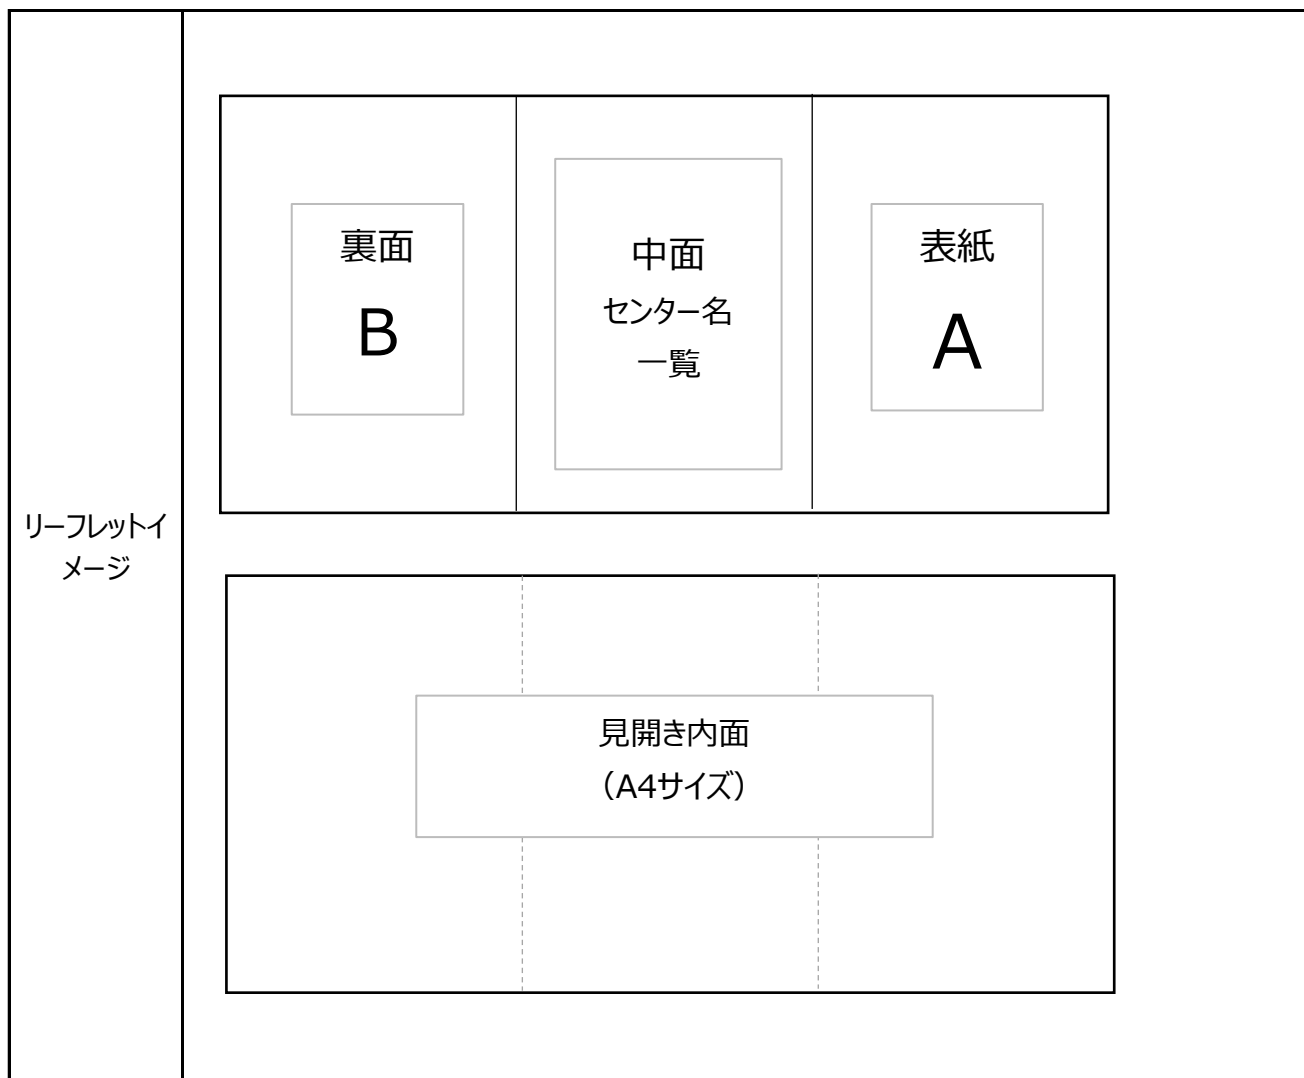 リーフレットイ
メージ
裏面
B
中面
センター名
一覧
表紙
A
見開き内面
（A4サイズ）